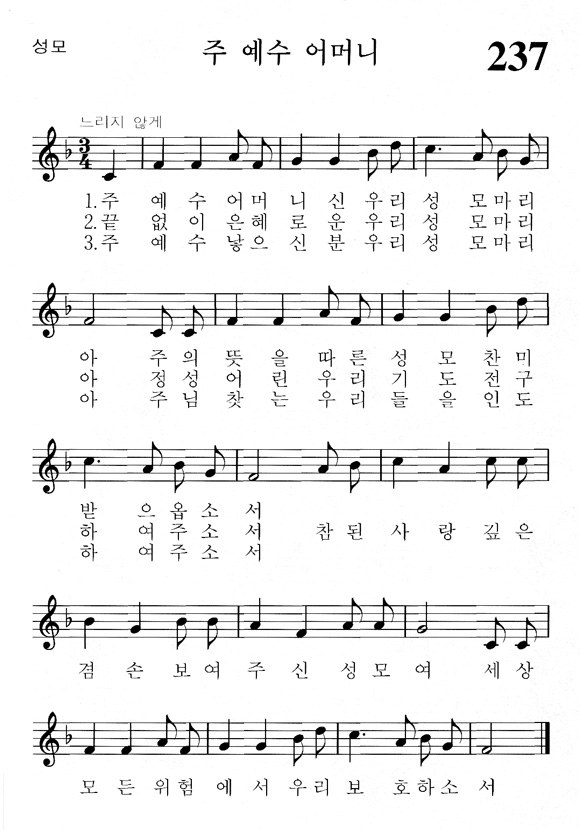 성모
주 예수 어머니
237
느리지 않게
3
4
1.주 예수어머니신우리성 모마리
2.끝 없이은혜로운우리성 모마리
3.주 예수낳으신분우리성 모마리
아 주의뜻을따른성모찬미
아 정성어린우리기도전구
아 주님찾는우리들을인도
받 으옵소서
하 여주소서 참된사랑깊은
하 여주소서
겸손보여주신성모여 세상
모든위험에서우리보호하소서